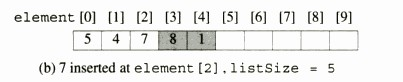 element [0] [1] [2] [3] [4] [5] [6] [7] [8] [9]
5 4 7 8 1
(b) 7 inserted at element[2], listSize = 5